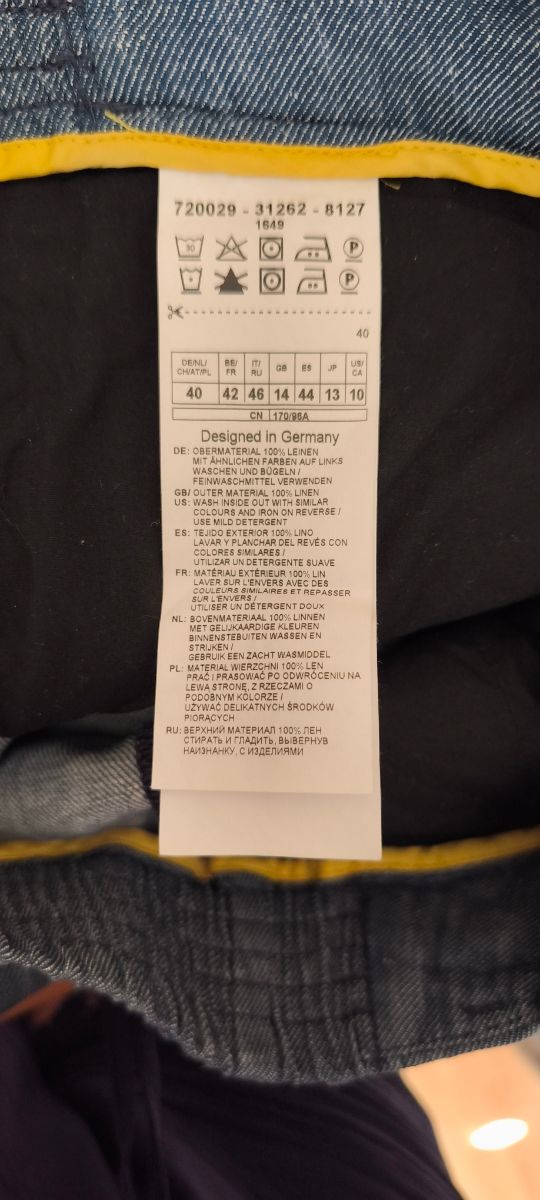 720029 - 31262 - 8127
1649
30
P
P
40
DE/NL/ CH/AT/PL BE/ FR IT/ RU GB ES JP US/ CA
40 42 46 14 44 13 10
CN 170/96A
Designed in Germany
DE: OBERMATERIAL 100% LEINEN
MIT ÄHNLICHEN FARBEN AUF LINKS
WASCHEN UND BÜGELN /
FEINWASCHMITTEL VERWENDEN
GB/ OUTER MATERIAL 100% LINEN
US: WASH INSIDE OUT WITH SIMILAR
COLOURS AND IRON ON REVERSE /
USE MILD DETERGENT
ES: TEJIDO EXTERIOR 100% LINO
LAVAR Y PLANCHAR DEL REVÉS CON
COLORES SIMILARES /
UTILIZAR UN DETERGENTE SUAVE
FR: MATÉRIAU EXTÉRIEUR 100% LIN
LAVER SUR L'ENVERS AVEC DES
COULEURS SIMILAIRES ET REPASSER
SUR L'ENVERS /
UTILISER UN DÉTERGENT DOUX
NL: BOVENMATERIAAL 100% LINNEN
MET GELIJKAARDIGE KLEUREN
BINNENSTEBUITEN WASSEN EN
STRIJKEN /
GEBRUIK EEN ZACHT WASMIDDEL
PL: MATERIAŁ WIERZCHNI 100% LEN
PRAĆ I PRASOWAĆ PO ODWRÓCENIU NA
LEWĄ STRONĘ, Z RZECZAMI O
PODOBNYM KOLORZE /
UŻYWAĆ DELIKATNYCH ŚRODKÓW
PIORĄCYCH
RU: ВЕРХНИЙ МАТЕРИАЛ 100% ЛЕН
СТИРАТЬ И ГЛАДИТЬ, ВЫВЕРНУВ
НАИЗНАНКУ, С ИЗДЕЛИЯМИ